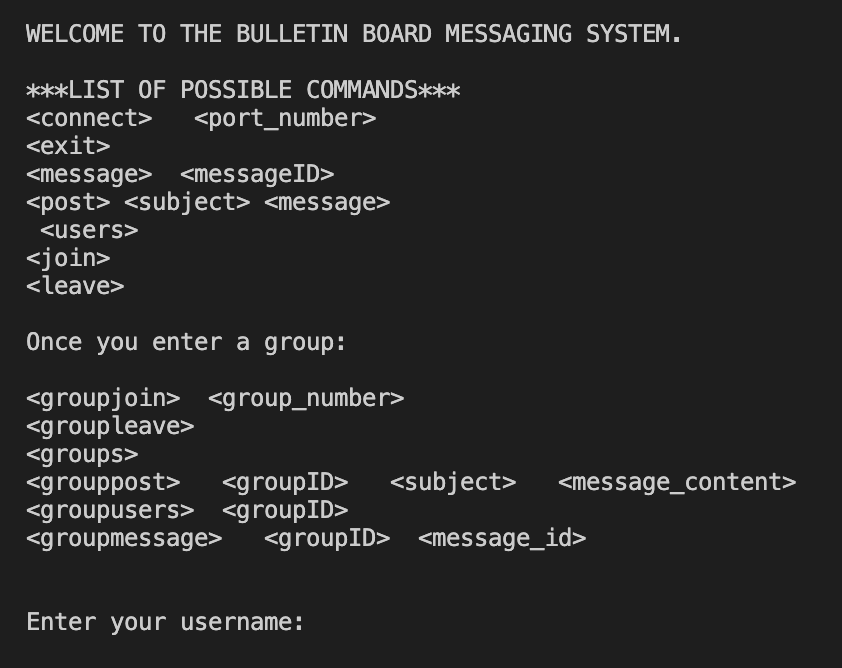 WELCOME TO THE BULLETIN BOARD MESSAGING SYSTEM.
***LIST OF POSSIBLE COMMANDS***
<connect>   <port_number>
<exit>
<message>  <messageID>
<post> <subject> <message>
 <users>
<join>
<leave>
Once you enter a group:
<groupjoin>  <group_number>
<groupleave>
<groups>
<grouppost>   <groupID>   <subject>   <message_content>
<groupusers>  <groupID>
<groupmessage>   <groupID>  <message_id>
Enter your username: